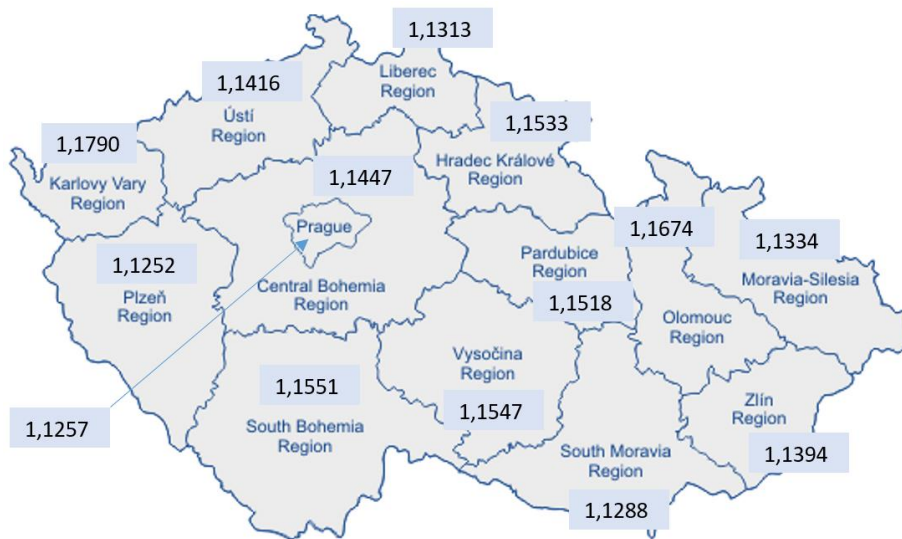 1,1313
Liberec
Region
1,1416
Ústí
Region
1,1533
Hradec Králové
Region
1,1790
Karlovy Vary
Region
1,1447
Prague
Central Bohemia
Region
1,1674
1,1334
Moravia-Silesia
Region
1,1252
Plzeň
Region
Pardubice
Region
1,1518
Olomouc
Region
Vysočina
Region
1,1547
1,1551
South Bohemia
Region
1,1257
Zlín
Region
1,1394
South Moravia
Region
1,1288